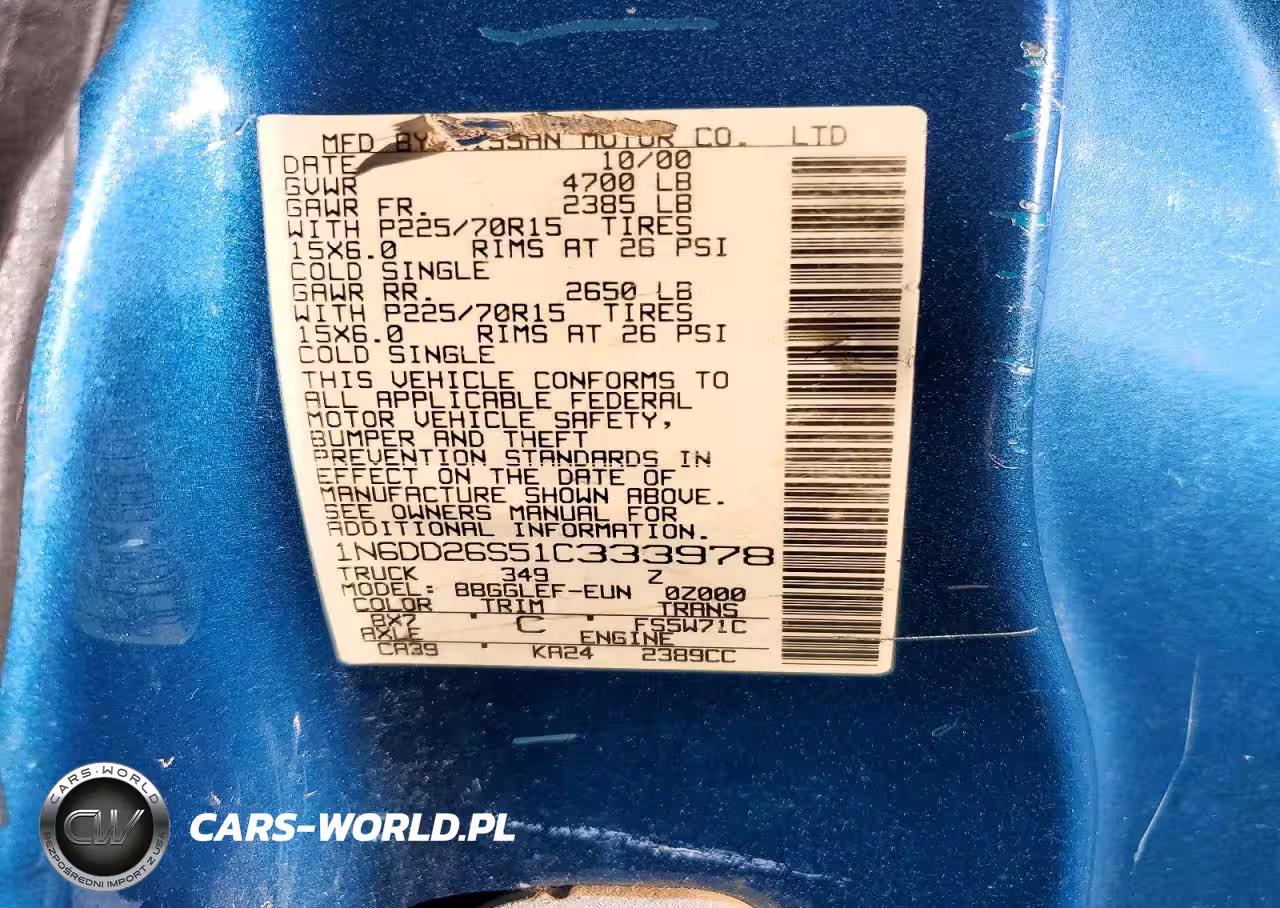 MFD BY NISSAN MOTOR CO. LTD
DATE 10/00
GVWR 4700 LB
GAWR FR. 2385 LB
WITH P225/70R15 TIRES
15X6.0 RIMS AT 26 PSI
COLD SINGLE
GAWR RR. 2650 LB
WITH P225/70R15 TIRES
15X6.0 RIMS AT 26 PSI
COLD SINGLE
THIS VEHICLE CONFORMS TO
ALL APPLICABLE FEDERAL
MOTOR VEHICLE SAFETY,
BUMPER AND THEFT
PREVENTION STANDARDS IN
EFFECT ON THE DATE OF
MANUFACTURE SHOWN ABOVE.
SEE OWNERS MANUAL FOR
ADDITIONAL INFORMATION.
1N6DD26S51C333978
TRUCK 349 Z
MODEL: BBGGLEF-EUN 0Z000
COLOR TRIM TRANS
BX7 C FS5W71C
AXLE ENGINE
CA39 KA24 2389CC
CARS-WORLD
CW
BEZPOŚREDNI IMPORT Z USA
CARS-WORLD.PL